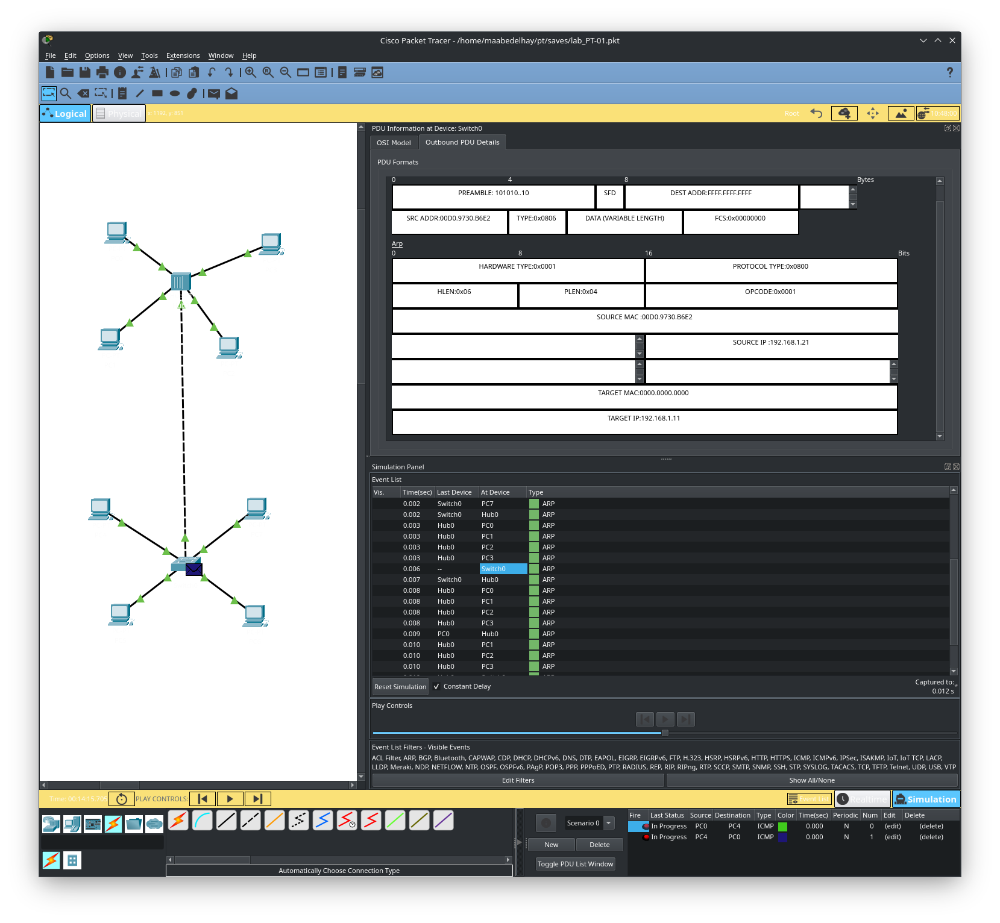 Cisco Packet Tracer - /home/maabedelhay/pt/saves/lab_PT-01.pkt
File Edit Options View Tools Extensions Window Help
Logical Physical x: 1192, y: 851 Root 10:48:00
PDU Information at Device: Switch0
OSI Model Outbound PDU Details
PDU Formats
0 4 8 Bytes
PREAMBLE: 101010..10 SFD DEST ADDR:FFFF.FFFF.FFFF
SRC ADDR:00D0.9730.B6E2 TYPE:0x0806 DATA (VARIABLE LENGTH) FCS:0x00000000
Arp
0 8 16 Bits
HARDWARE TYPE:0x0001 PROTOCOL TYPE:0x0800
HLEN:0x06 PLEN:0x04 OPCODE:0x0001
SOURCE MAC :00D0.9730.B6E2
SOURCE IP :192.168.1.21
TARGET MAC:0000.0000.0000
TARGET IP:192.168.1.11
Simulation Panel
Event List
Vis. Time(sec) Last Device At Device Type
0.002 Switch0 PC7 ARP
0.002 Switch0 Hub0 ARP
0.003 Hub0 PC0 ARP
0.003 Hub0 PC1 ARP
0.003 Hub0 PC2 ARP
0.003 Hub0 PC3 ARP
0.006 -- Switch0 ARP
0.007 Switch0 Hub0 ARP
0.008 Hub0 PC0 ARP
0.008 Hub0 PC1 ARP
0.008 Hub0 PC2 ARP
0.008 Hub0 PC3 ARP
0.009 PC0 Hub0 ARP
0.010 Hub0 PC1 ARP
0.010 Hub0 PC2 ARP
0.010 Hub0 PC3 ARP
Reset Simulation Constant Delay Captured to: *
0.012 s
Play Controls
Event List Filters - Visible Events
ACL Filter, ARP, BGP, Bluetooth, CAPWAP, CDP, DHCP, DHCPv6, DNS, DTP, EAPOL, EIGRP, EIGRPv6, FTP, H.323, HSRP, HSRPv6, HTTP, HTTPS, ICMP, ICMPv6, IPSec, ISAKMP, IoT, IoT TCP, LACP,
LLDP, Meraki, NDP, NETFLOW, NTP, OSPF, OSPFv6, PAgP, POP3, PPP, PPPoED, PTP, RADIUS, REP, RIP, RIPng, RTP, SCCP, SMTP, SNMP, SSH, STP, SYSLOG, TACACS, TCP, TFTP, Telnet, UDP, USB, VTP
Edit Filters Show All/None
Time: 00:14:15.705 PLAY CONTROLS: Event List Realtime Simulation
Scenario 0
New Delete
Toggle PDU List Window
Fire Last Status Source Destination Type Color Time(sec) Periodic Num Edit Delete
In Progress PC0 PC4 ICMP 0.000 N 0 (edit) (delete)
In Progress PC4 PC0 ICMP 0.000 N 1 (edit) (delete)
Automatically Choose Connection Type